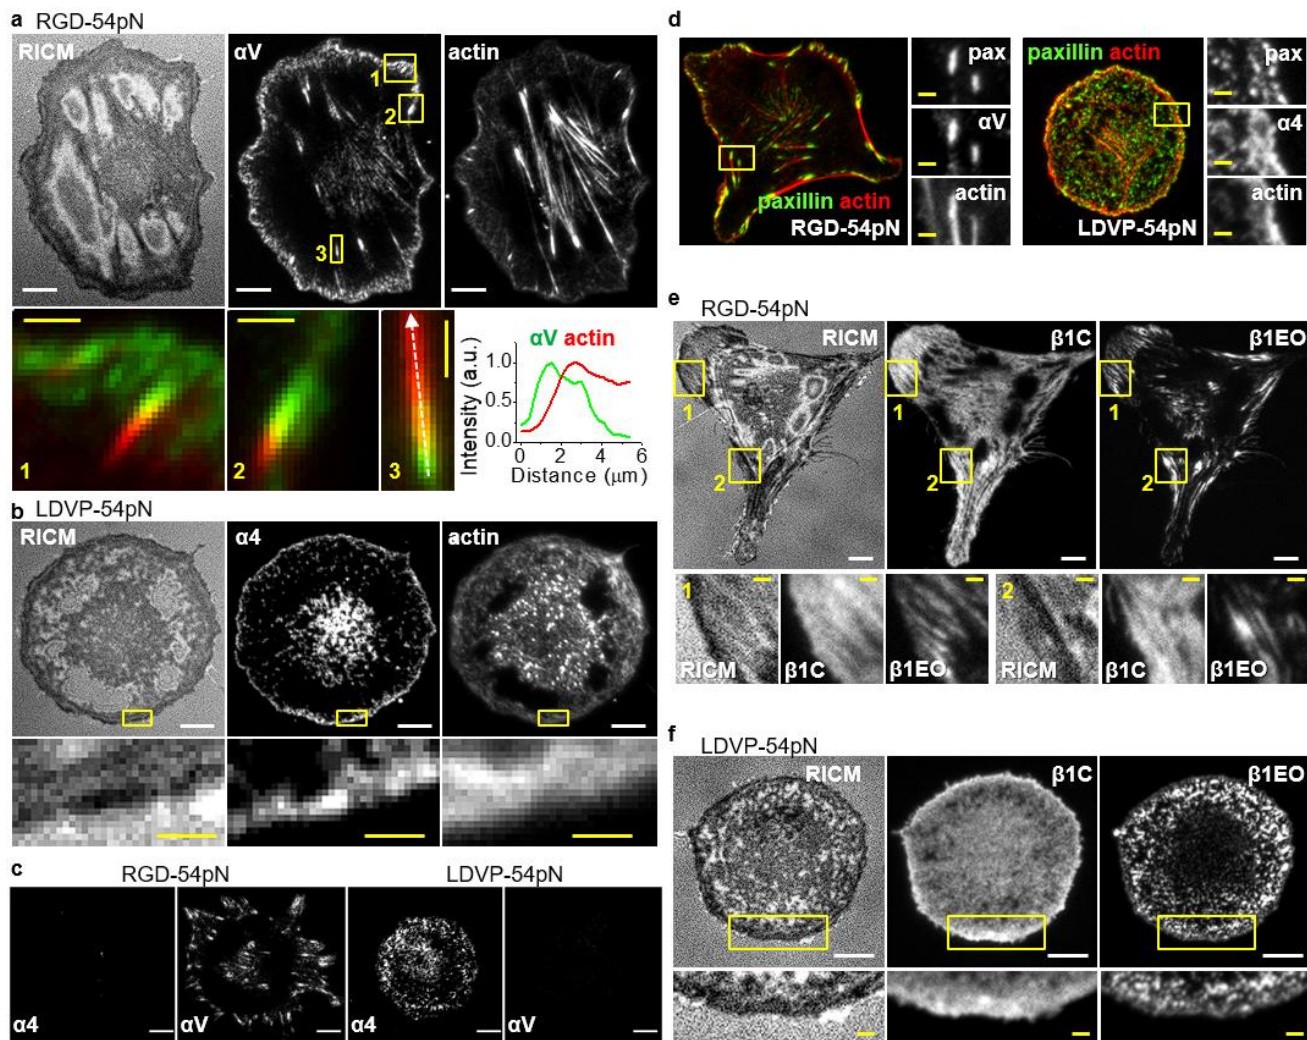 a RGD-54pN
RICM
αV
actin
1
2
3
1
2
3
αV actin
Intensity (a.u.)
1.0
0.5
0.0
0 2 4 6
Distance (μm)
b LDVP-54pN
RICM
α4
actin
c
RGD-54pN
LDVP-54pN
α4
αV
α4
αV
d
paxillin actin
RGD-54pN
pax
αV
actin
paxillin actin
LDVP-54pN
pax
α4
actin
e RGD-54pN
RICM
β1C
β1EO
1
1
1
2
2
2
1
RICM
β1C
β1EO
2
RICM
β1C
β1EO
f
LDVP-54pN
RICM
β1C
β1EO